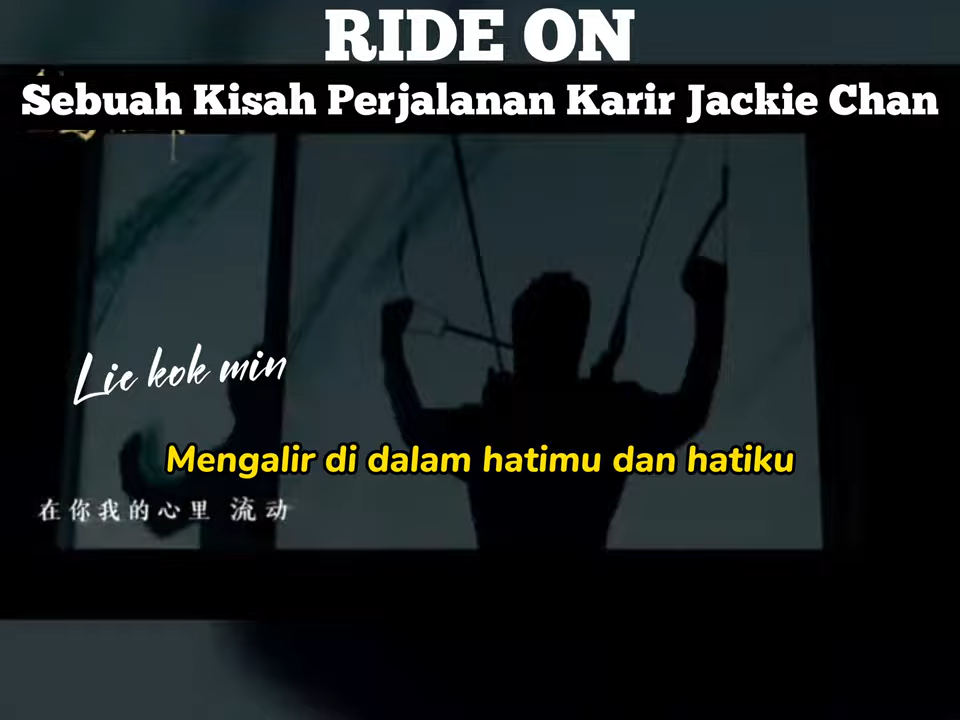 RIDE ON
Sebuah Kisah Perjalanan Karir Jackie Chan
Lie kok min
Mengalir di dalam hatimu dan hatiku
在你我的心里 流动